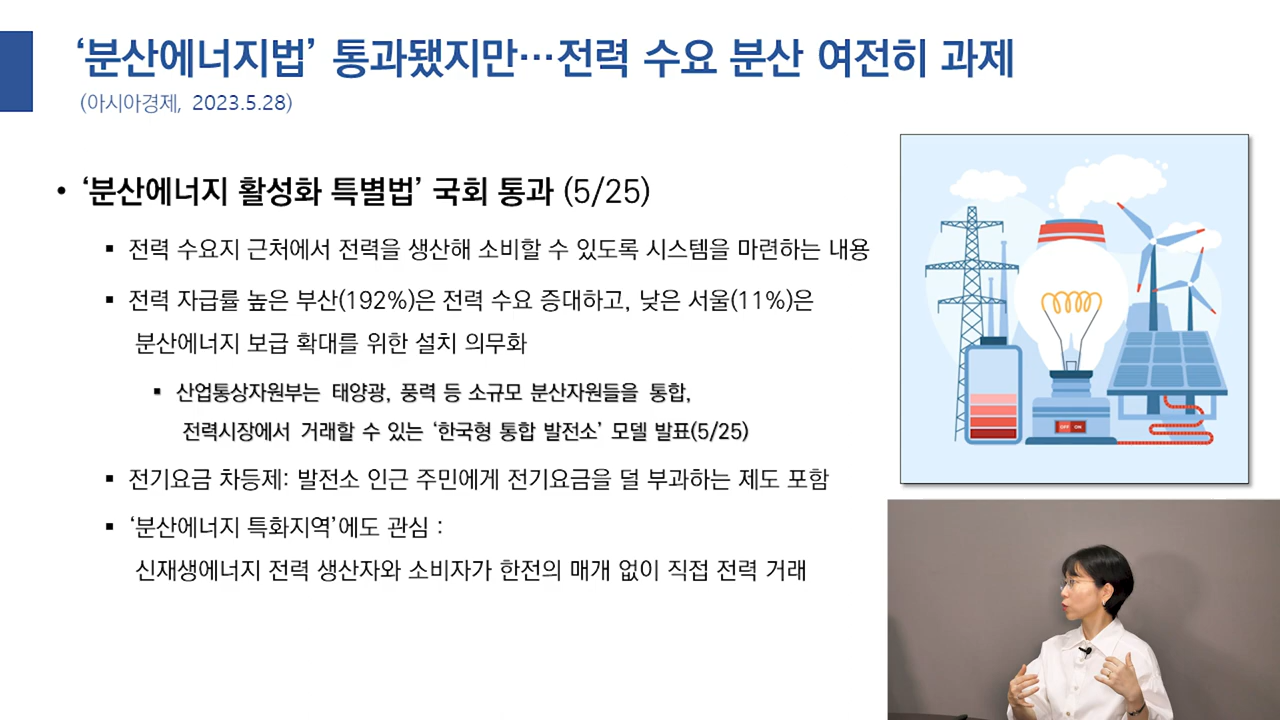 ‘분산에너지법’ 통과됐지만…전력 수요 분산 여전히 과제
(아시아경제, 2023.5.28)
• ‘분산에너지 활성화 특별법’ 국회 통과 (5/25)
▪ 전력 수요지 근처에서 전력을 생산해 소비할 수 있도록 시스템을 마련하는 내용
▪ 전력 자급률 높은 부산(192%)은 전력 수요 증대하고, 낮은 서울(11%)은
분산에너지 보급 확대를 위한 설치 의무화
▪ 산업통상자원부는 태양광, 풍력 등 소규모 분산자원들을 통합,
전력시장에서 거래할 수 있는 ‘한국형 통합 발전소’ 모델 발표(5/25)
▪ 전기요금 차등제: 발전소 인근 주민에게 전기요금을 덜 부과하는 제도 포함
▪ ‘분산에너지 특화지역’에도 관심 :
신재생에너지 전력 생산자와 소비자가 한전의 매개 없이 직접 전력 거래
OFF ON